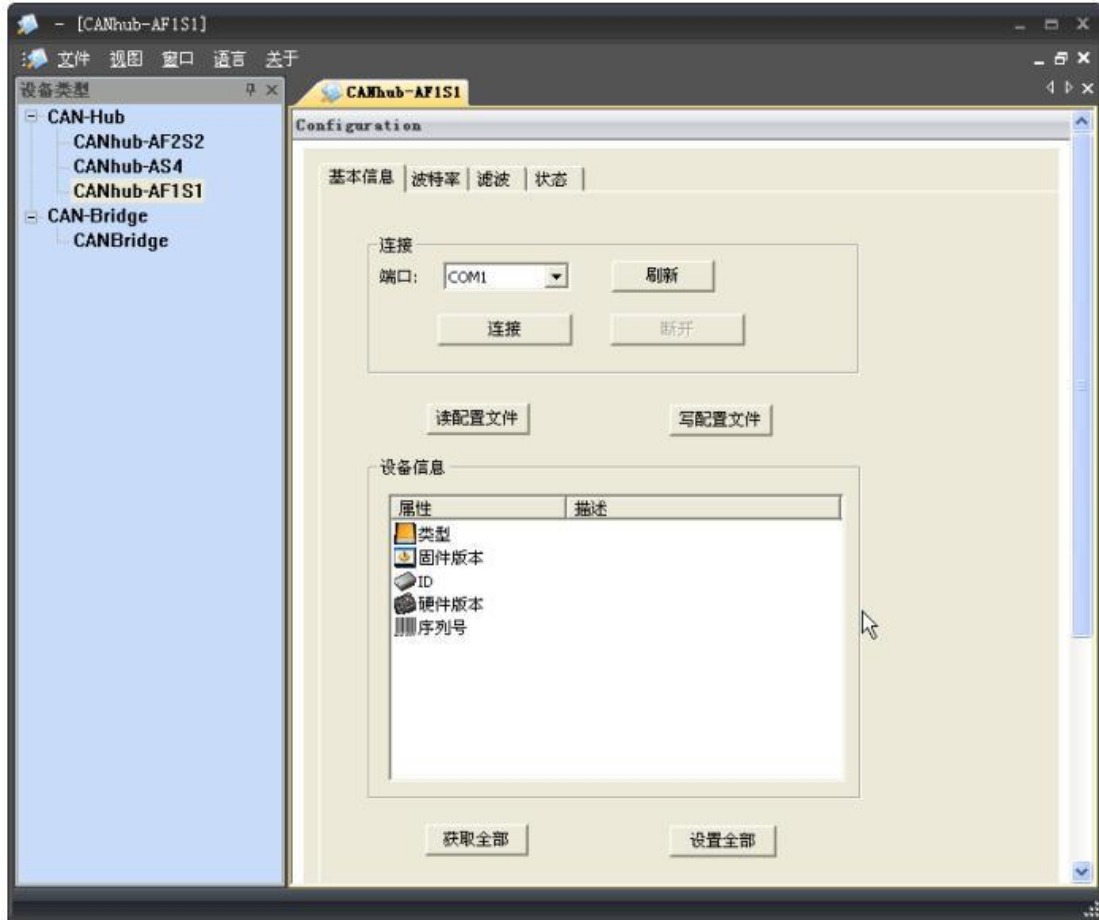 - [CANhub-AF1S1]
文件 视图 窗口 语言 关于
设备类型
CANhub-AF1S1
CAN-Hub
CANhub-AF2S2
CANhub-AS4
CANhub-AF1S1
CAN-Bridge
CANBridge
Configuration
基本信息 波特率 滤波 状态
连接
端口: COM1 刷新
连接 断开
读配置文件 写配置文件
设备信息
属性 描述
类型
固件版本
ID
硬件版本
序列号
获取全部 设置全部